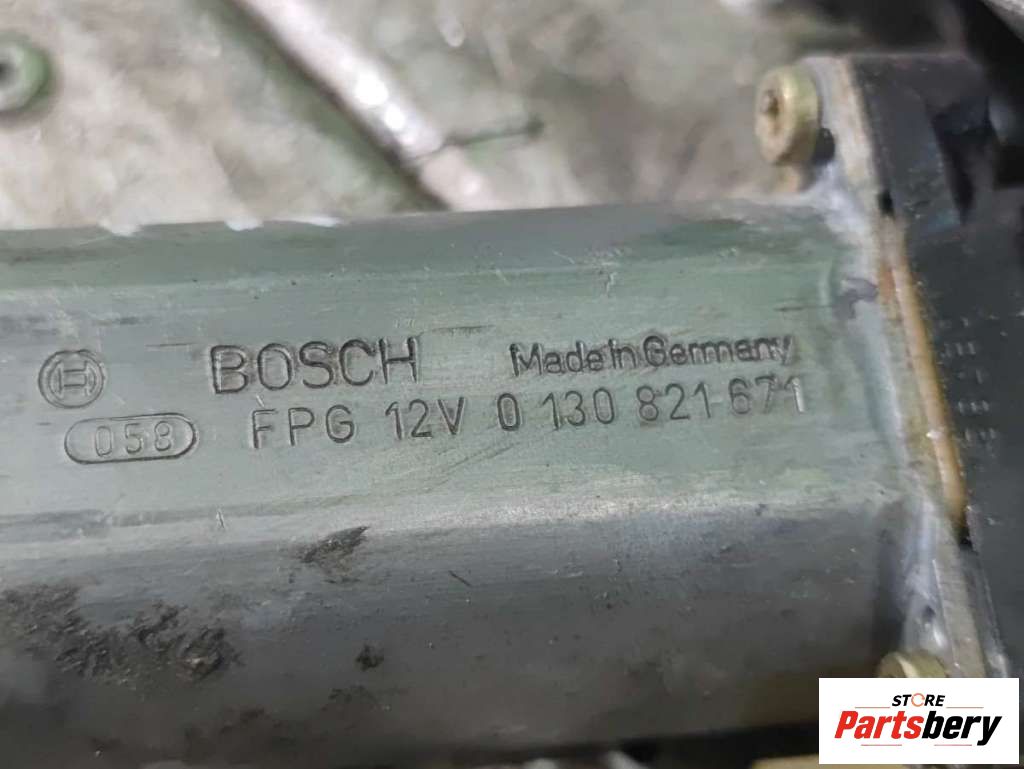 BOSCH Made in Germany
058 FPG 12V 0 130 821 671
STORE
Partsbery